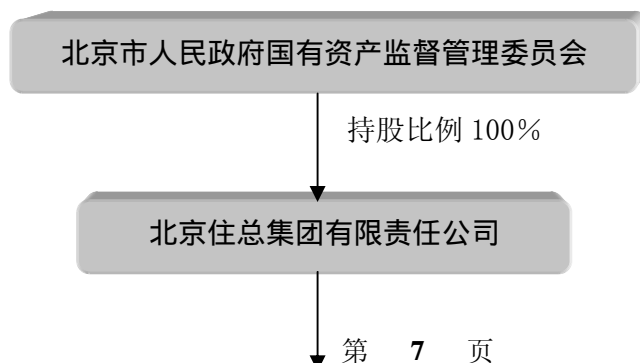 北京市人民政府国有资产监督管理委员会
持股比例 100％
北京住总集团有限责任公司
第 7 页